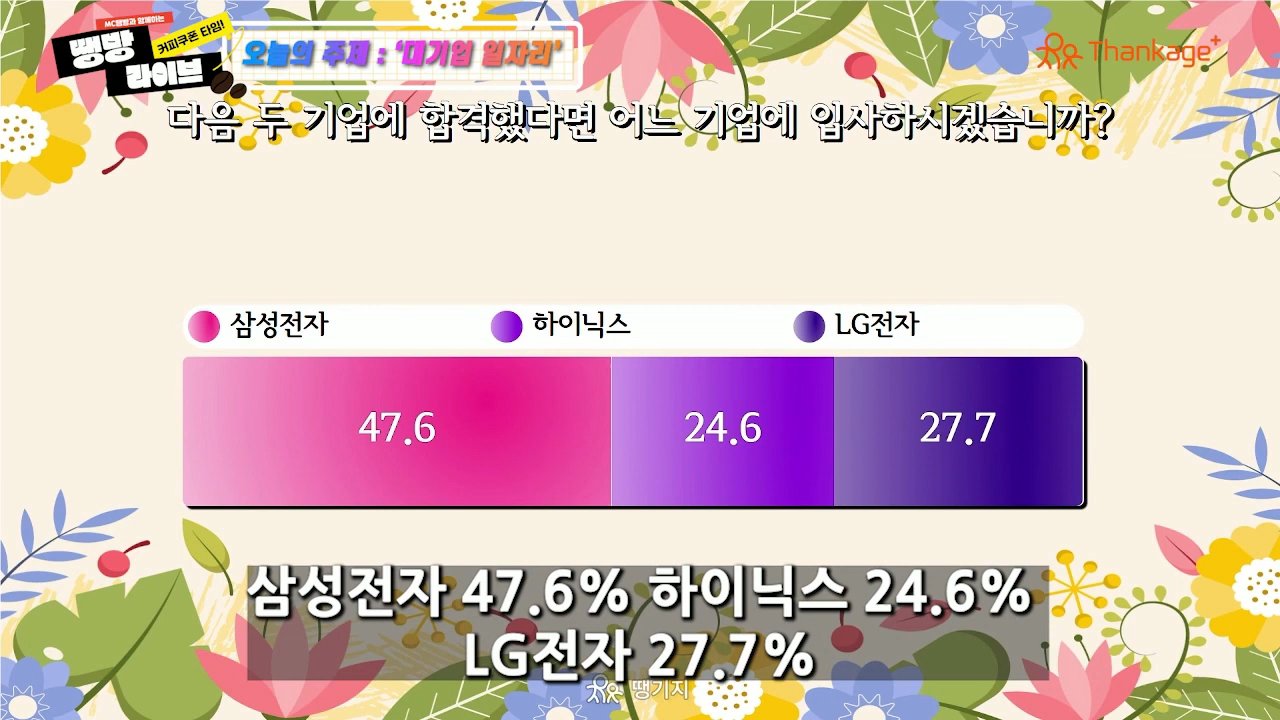 MC땡방과 함께하는
땡방
커피쿠폰 타임!
라이브
오늘의 주제 : ‘대기업 일자리’
Thankage+
다음 두 기업에 합격했다면 어느 기업에 입사하시겠습니까?
삼성전자 하이닉스 LG전자
47.6 24.6 27.7
삼성전자 47.6% 하이닉스 24.6%
LG전자 27.7%
땡기지